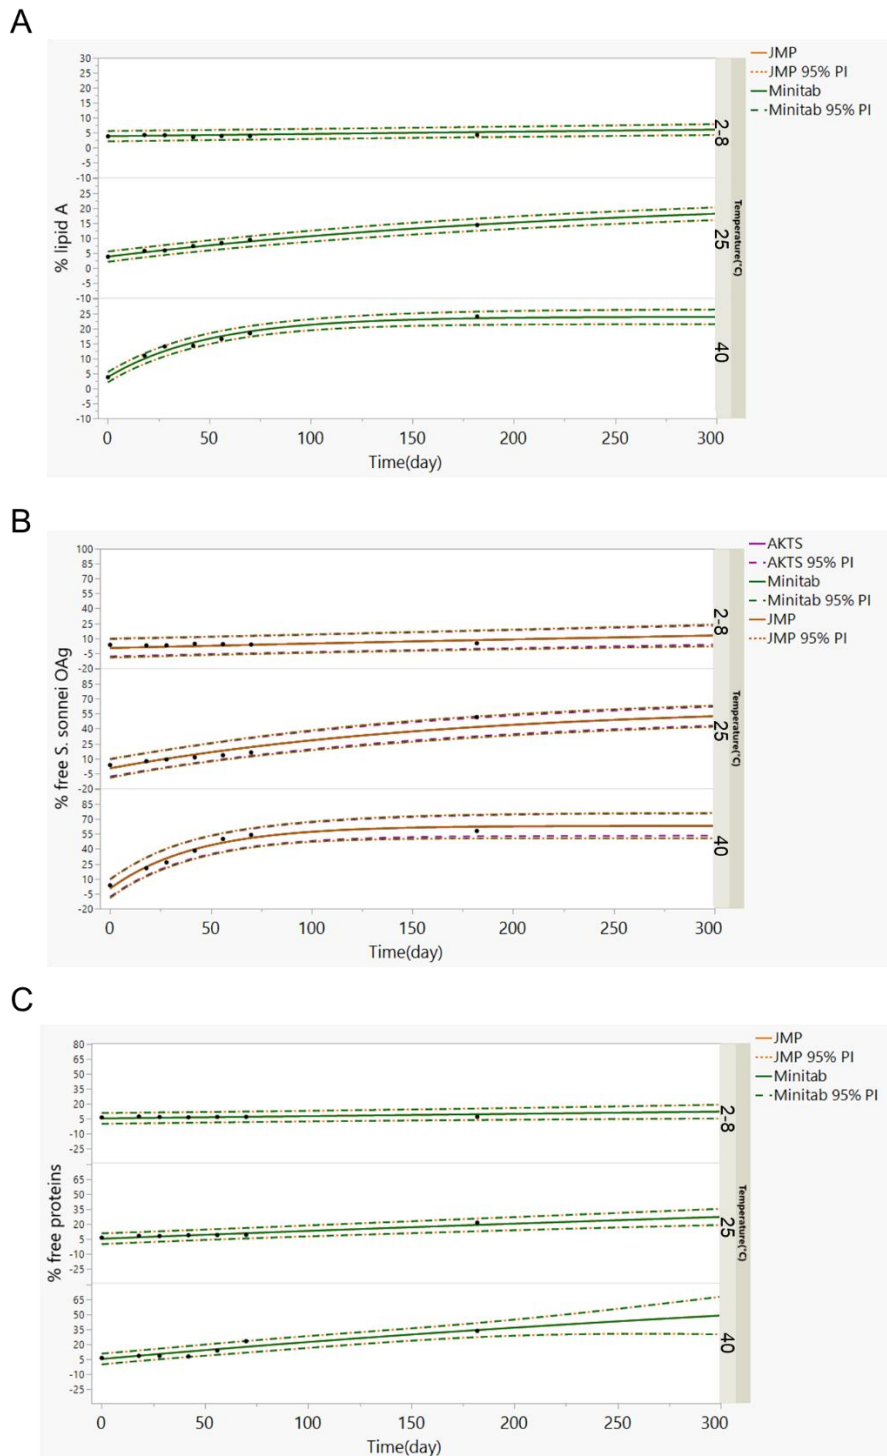 A
30
25
20
15
10
5
0
-5
-10
25
20
15
10
5
0
-5
-10
25
20
15
10
5
0
-5
-10
% lipid A
2-8
25
40
Temperature(°C)
0 50 100 150 200 250 300
Time(day)
JMP
JMP 95% PI
Minitab
Minitab 95% PI
B
100
85
70
55
40
25
10
-5
-20
85
70
55
40
25
10
-5
-20
85
70
55
40
25
10
-5
-20
% free S. sonnei OAg
2-8
25
40
Temperature(°C)
0 50 100 150 200 250 300
Time(day)
AKTS
AKTS 95% PI
Minitab
Minitab 95% PI
JMP
JMP 95% PI
C
80
65
50
35
20
5
-10
-25
65
50
35
20
5
-10
-25
65
50
35
20
5
-10
-25
% free proteins
2-8
25
40
Temperature(°C)
0 50 100 150 200 250 300
Time(day)
JMP
JMP 95% PI
Minitab
Minitab 95% PI